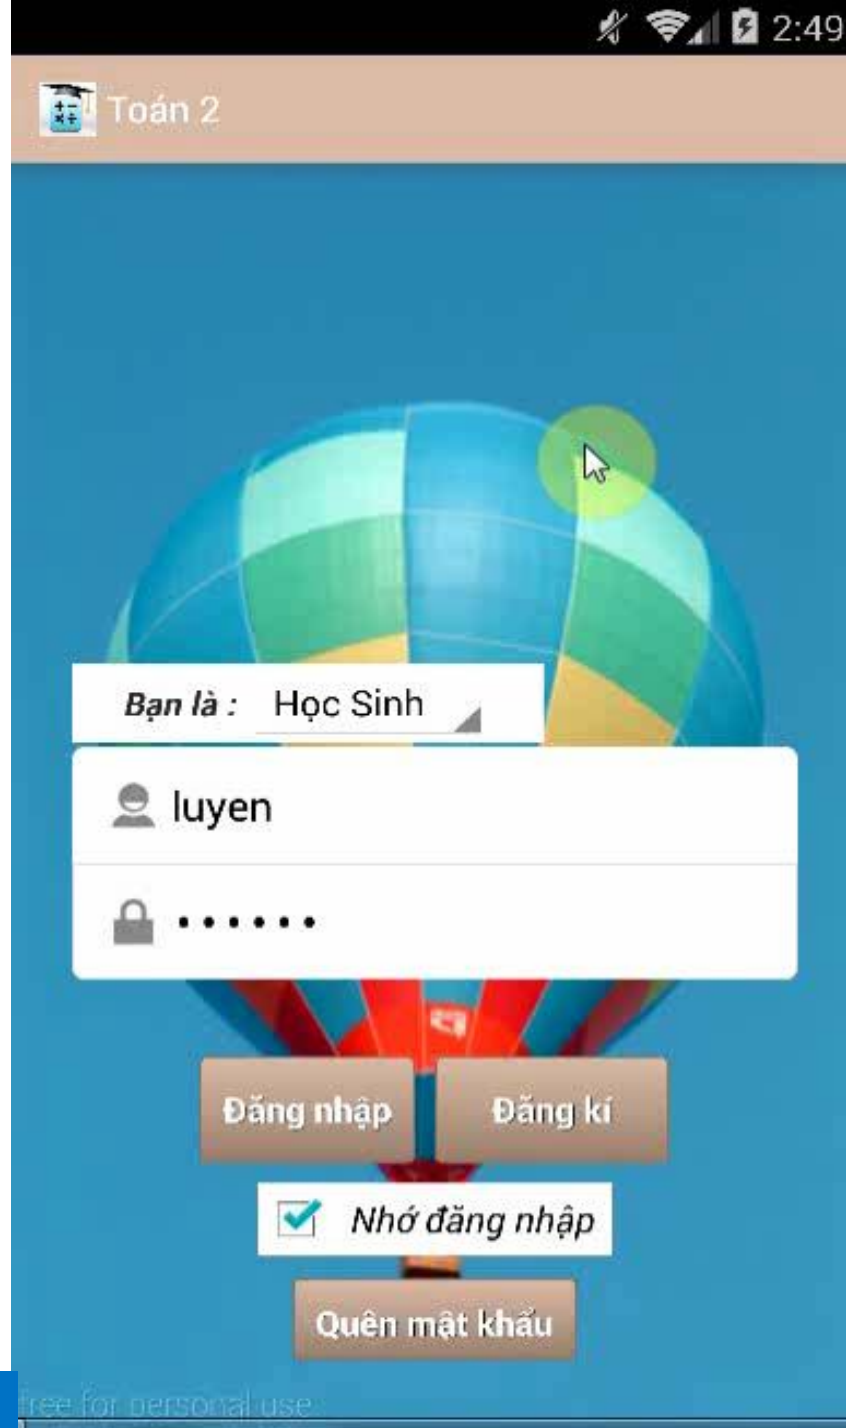 2:49
Toán 2
Bạn là : Học Sinh
luyen
••••••
Đăng nhập Đăng kí
Nhớ đăng nhập
Quên mật khẩu
free for personal use